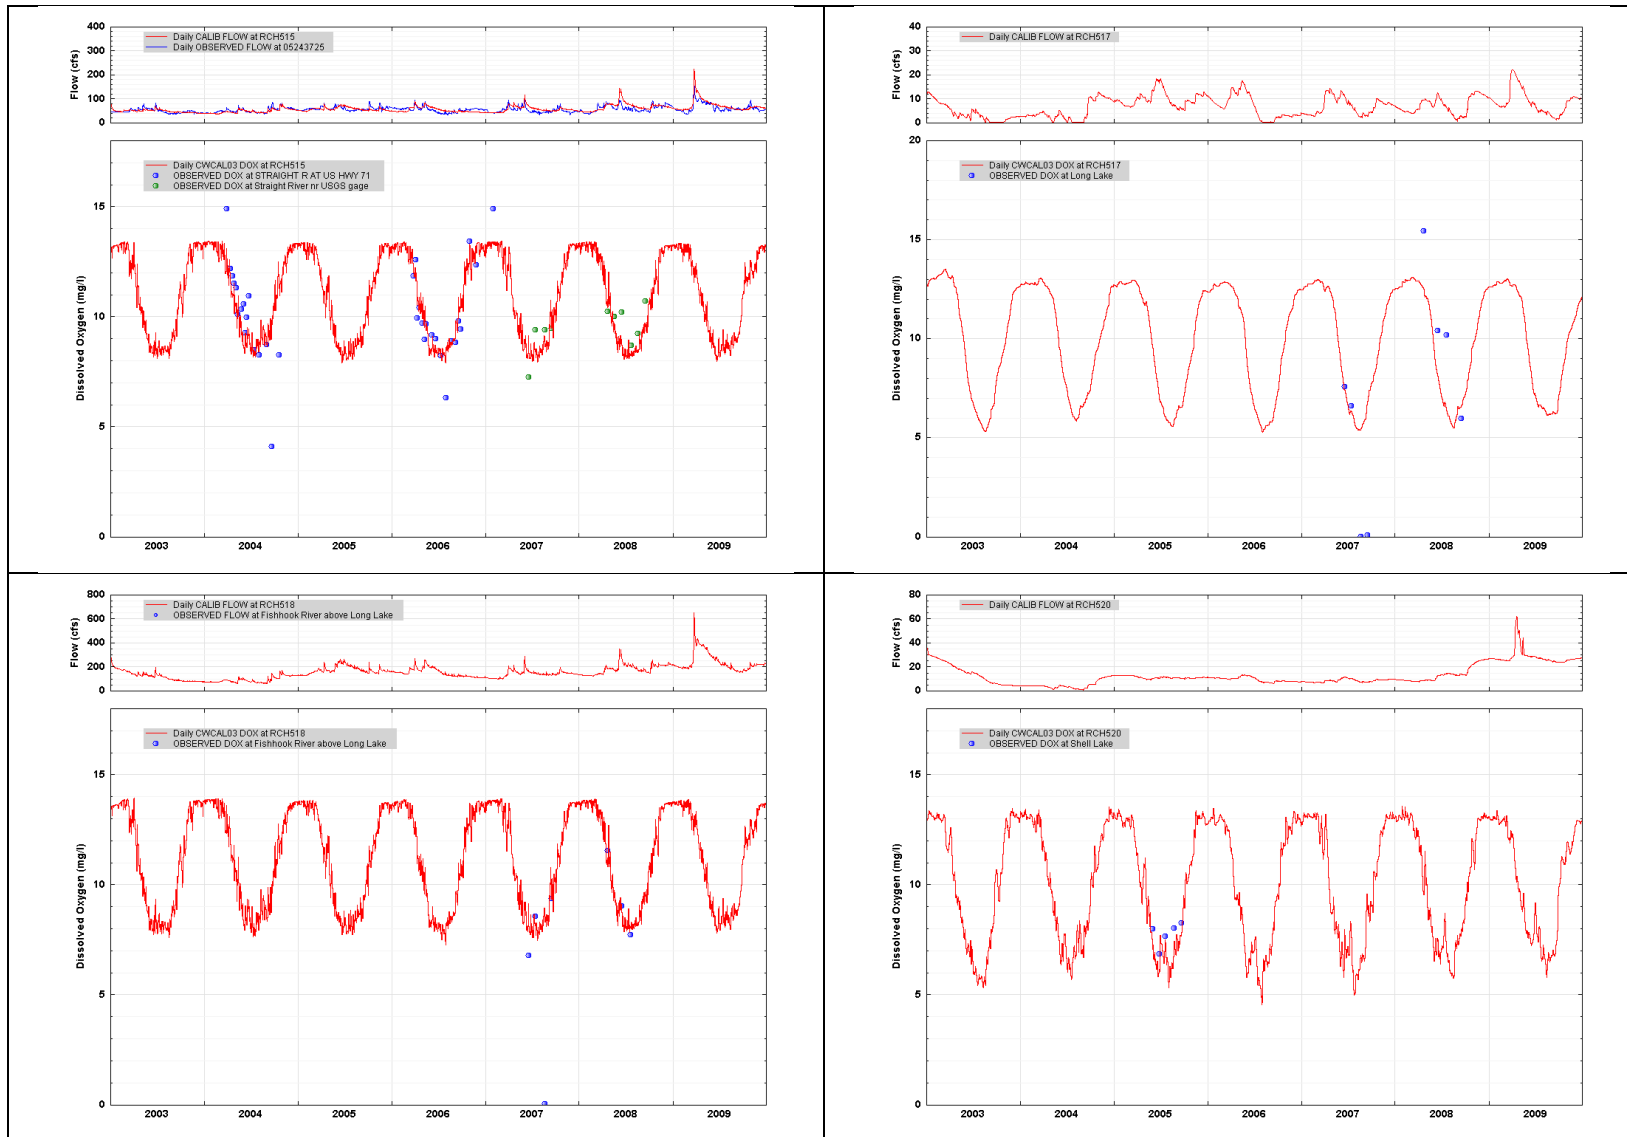 400
300
200
100
0
Flow (cfs)
Daily CALIB FLOW at RCH515
Daily OBSERVED FLOW at 05243725
15
10
5
0
Dissolved Oxygen (mg/l)
Daily CWCAL03 DOX at RCH515
OBSERVED DOX at STRAIGHT R AT US HWY 71
OBSERVED DOX at Straight River nr USGS gage
2003 2004 2005 2006 2007 2008 2009
40
30
20
10
0
Flow (cfs)
Daily CALIB FLOW at RCH517
20
15
10
5
0
Dissolved Oxygen (mg/l)
Daily CWCAL03 DOX at RCH517
OBSERVED DOX at Long Lake
2003 2004 2005 2006 2007 2008 2009
800
600
400
200
0
Flow (cfs)
Daily CALIB FLOW at RCH518
OBSERVED FLOW at Fishhook River above Long Lake
15
10
5
0
Dissolved Oxygen (mg/l)
Daily CWCAL03 DOX at RCH518
OBSERVED DOX at Fishhook River above Long Lake
2003 2004 2005 2006 2007 2008 2009
80
60
40
20
0
Flow (cfs)
Daily CALIB FLOW at RCH520
15
10
5
0
Dissolved Oxygen (mg/l)
Daily CWCAL03 DOX at RCH520
OBSERVED DOX at Shell Lake
2003 2004 2005 2006 2007 2008 2009